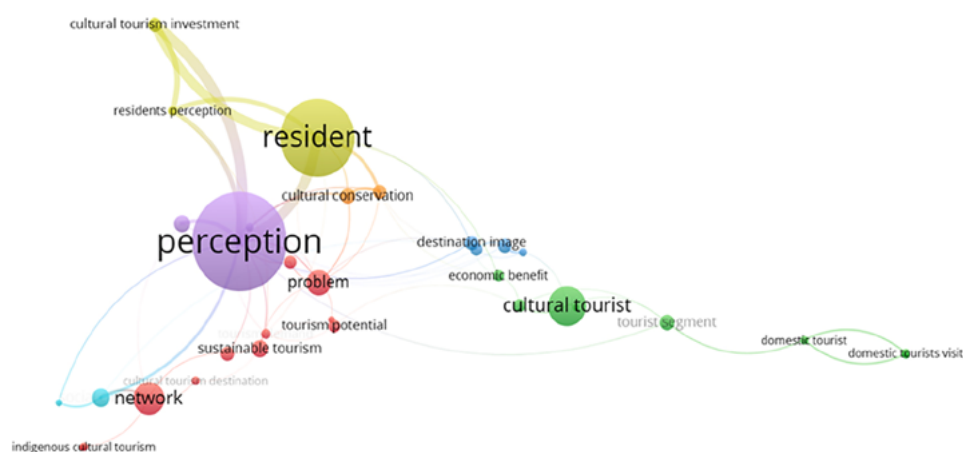 cultural tourism investment
residents perception
resident
cultural conservation
perception
destination image
economic benefit
problem
cultural tourist
tourism potential
tourist segment
domestic tourist
sustainable tourism
domestic tourists visit
cultural tourism destination
network
indigenous cultural tourism